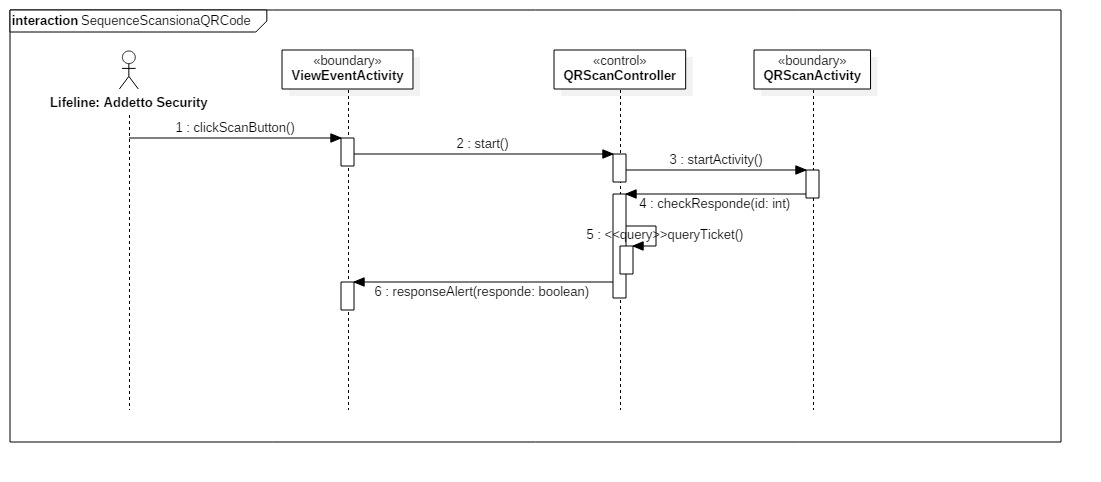 interaction SequenceScansionaQRCode
Lifeline: Addetto Security
«boundary»
ViewEventActivity
«control»
QRScanController
«boundary»
QRScanActivity
1 : clickScanButton()
2 : start()
3 : startActivity()
4 : checkResponde(id: int)
5 : <<query>>queryTicket()
6 : responseAlert(responde: boolean)